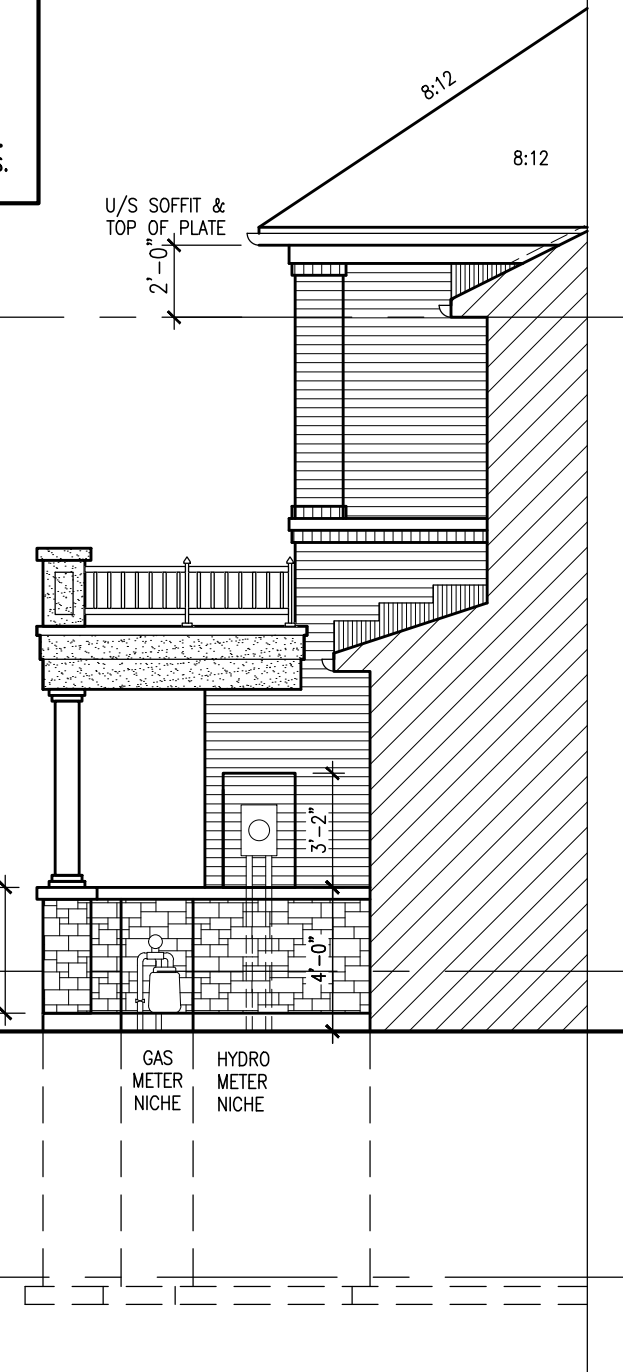 8:12
8:12
U/S SOFFIT &
TOP OF PLATE
2'-0"
3'-2"
4'-0"
GAS
METER
NICHE
HYDRO
METER
NICHE